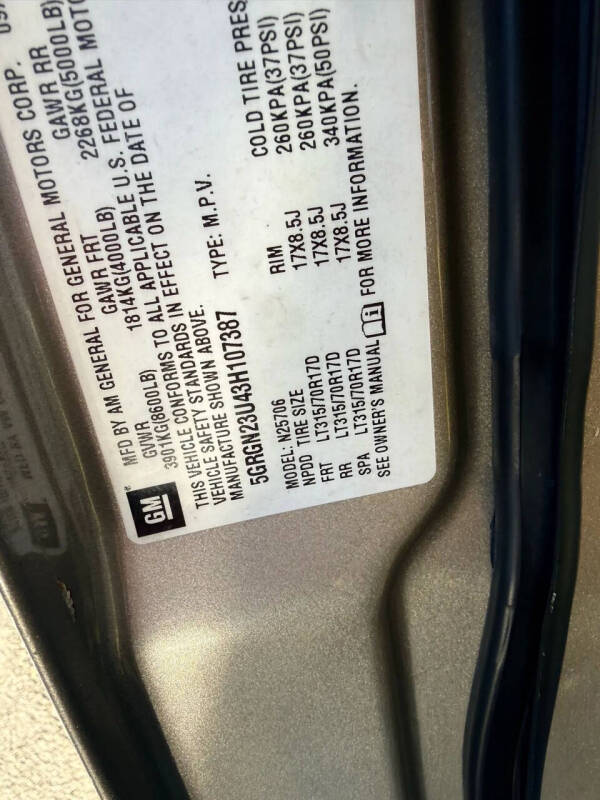 MFD BY AM GENERAL FOR GENERAL MOTORS CORP. 09/
GVWR GAWR FRT GAWR RR
3901KG(8600LB) 1814KG(4000LB) 2268KG(5000LB)
THIS VEHICLE CONFORMS TO ALL APPLICABLE U.S. FEDERAL MOTO
VEHICLE SAFETY STANDARDS IN EFFECT ON THE DATE OF
MANUFACTURE SHOWN ABOVE.
5GRGN23U43H107387 TYPE: M.P.V.
MODEL: N25706
NPDD TIRE SIZE RIM COLD TIRE PRES
FRT LT315/70R17D 17X8.5J 260KPA(37PSI)
RR LT315/70R17D 17X8.5J 260KPA(37PSI)
SPA LT315/70R17D 17X8.5J 340KPA(50PSI)
SEE OWNER'S MANUAL FOR MORE INFORMATION.
GM